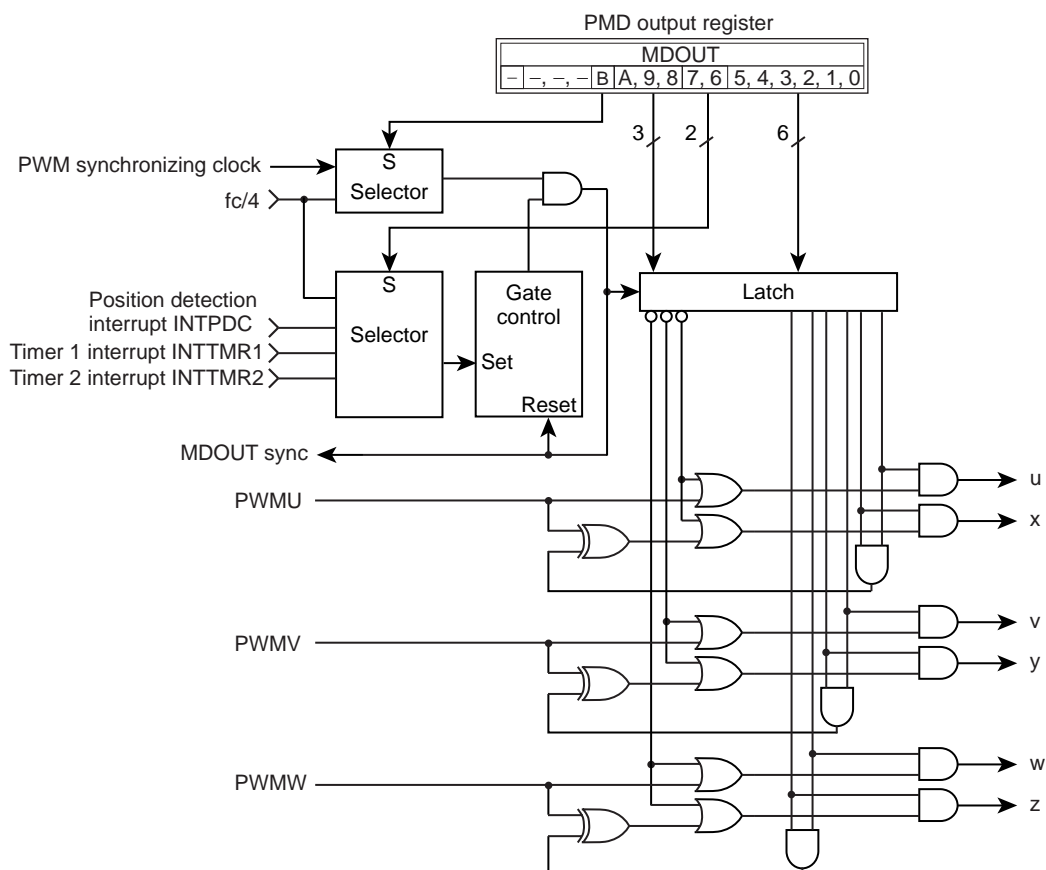 PMD output register
MDOUT
– –, –, – B A, 9, 8 7, 6 5, 4, 3, 2, 1, 0
3 2 6
PWM synchronizing clock
S
Selector
fc/4
S
Selector
Gate
control
Set
Reset
Latch
Position detection
interrupt INTPDC
Timer 1 interrupt INTTMR1
Timer 2 interrupt INTTMR2
MDOUT sync
PWMU
u
x
PWMV
v
y
PWMW
w
z